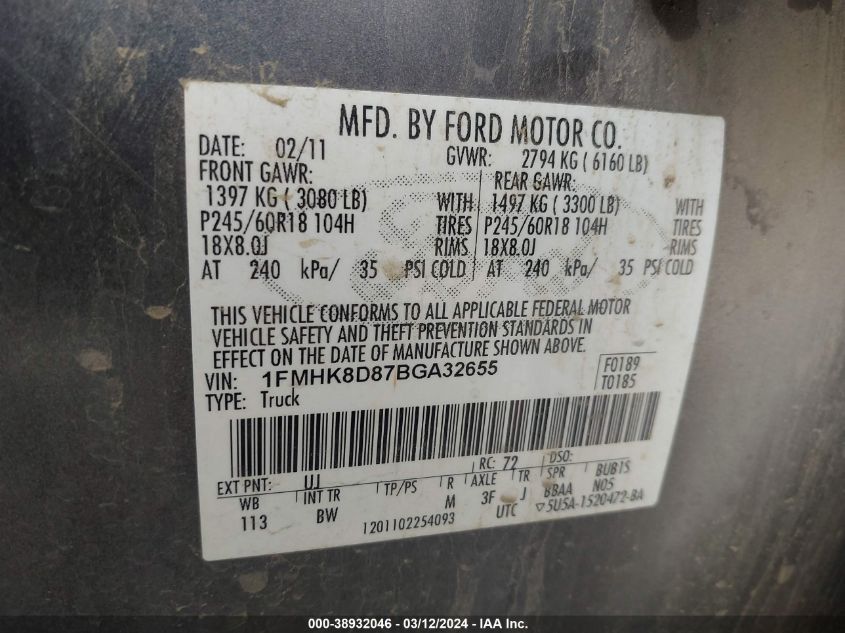 MFD. BY FORD MOTOR CO.
DATE: 02/11 GVWR: 2794 KG ( 6160 LB)
FRONT GAWR: REAR GAWR:
1397 KG ( 3080 LB) WITH 1497 KG ( 3300 LB) WITH
P245/60R18 104H TIRES P245/60R18 104H TIRES
18X8.0J RIMS 18X8.0J RIMS
AT 240 kPa/ 35 PSI COLD AT 240 kPa/ 35 PSI COLD
THIS VEHICLE CONFORMS TO ALL APPLICABLE FEDERAL MOTOR
VEHICLE SAFETY AND THEFT PREVENTION STANDARDS IN
EFFECT ON THE DATE OF MANUFACTURE SHOWN ABOVE.
VIN: 1FMHK8D87BGA32655 F0189
TYPE: Truck T0185
EXT PNT: UJ RC: 72 DSO:
WB INT TR TP/PS R AXLE TR SPR BUB1S
113 BW M 3F J BBAA N05
1201102254093 UTC ▽5U5A-1520472-BA
000-38932046 - 03/12/2024 - IAA Inc.